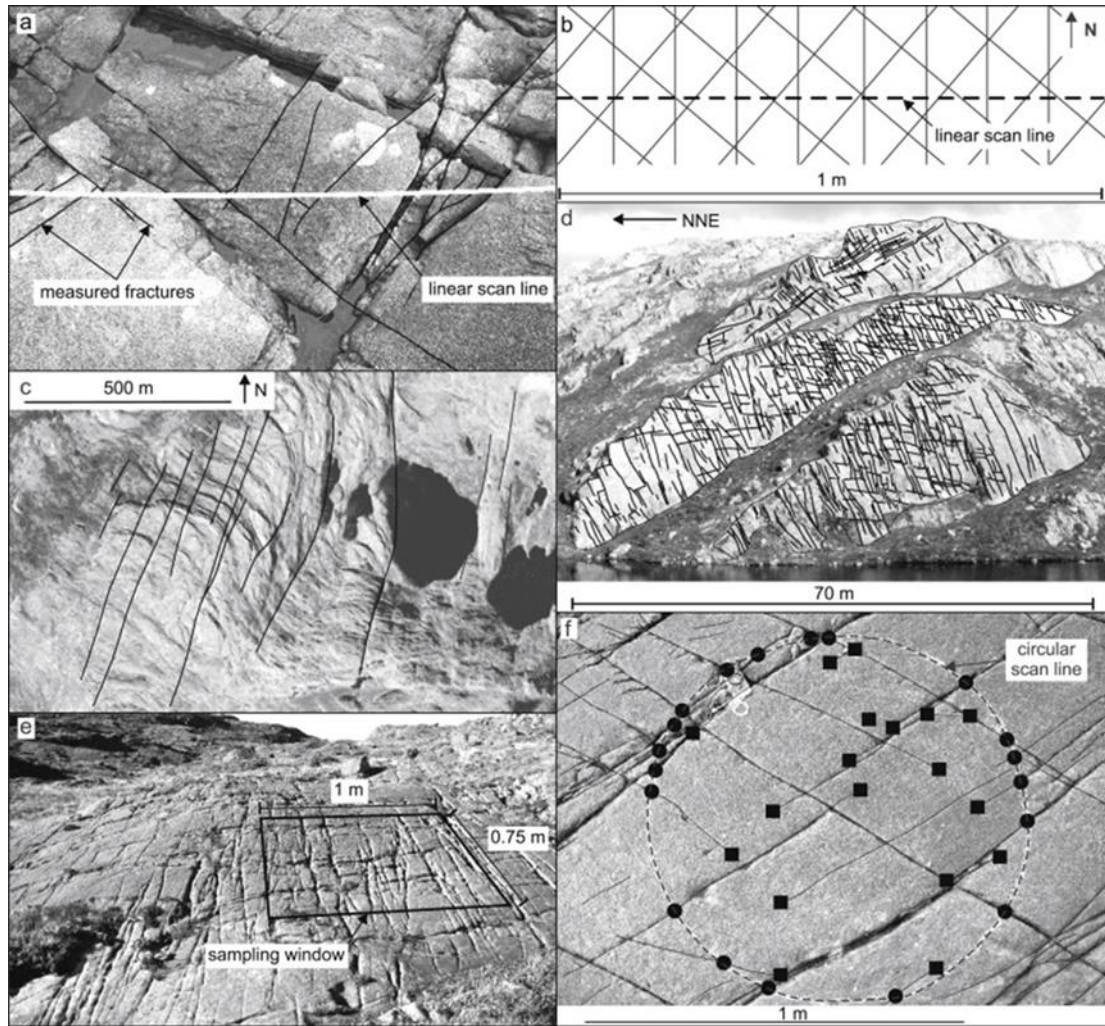 a
measured fractures
linear scan line
b
N
linear scan line
1 m
c
500 m
N
d
NNE
70 m
e
1 m
0.75 m
sampling window
f
circular
scan line
1 m